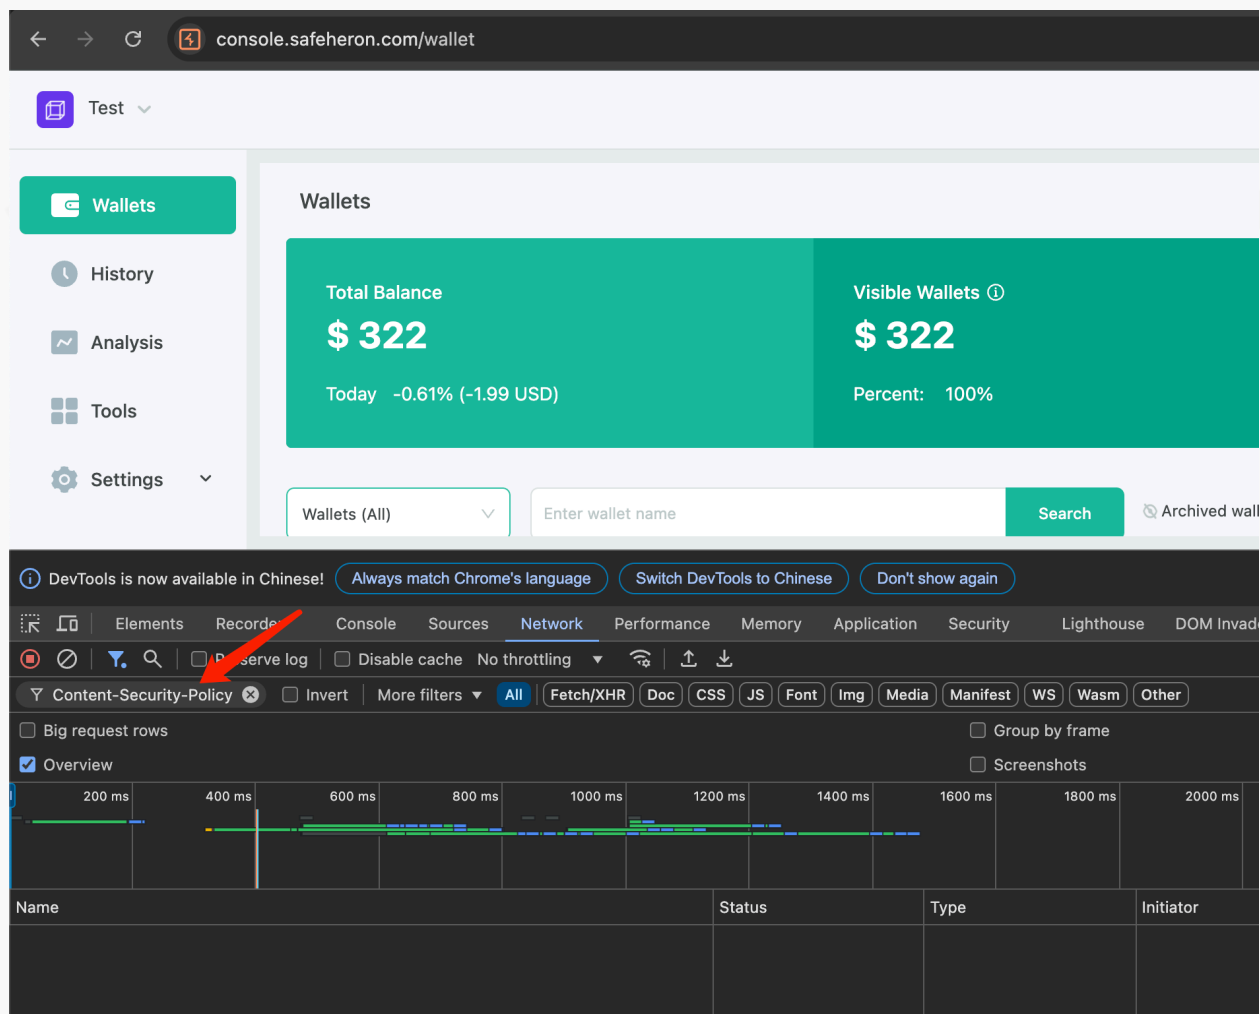 console.safeheron.com/wallet
Test
Wallets
History
Analysis
Tools
Settings
Wallets
Total Balance
$ 322
Today -0.61% (-1.99 USD)
Visible Wallets
$ 322
Percent: 100%
Wallets (All)
Enter wallet name
Search
Archived wall
DevTools is now available in Chinese! Always match Chrome's language Switch DevTools to Chinese Don't show again
Elements Recorder Console Sources Network Performance Memory Application Security Lighthouse DOM Invade
Preserve log Disable cache No throttling
Content-Security-Policy Invert More filters All Fetch/XHR Doc CSS JS Font Img Media Manifest WS Wasm Other
Big request rows Group by frame
Overview Screenshots
200 ms 400 ms 600 ms 800 ms 1000 ms 1200 ms 1400 ms 1600 ms 1800 ms 2000 ms
Name Status Type Initiator